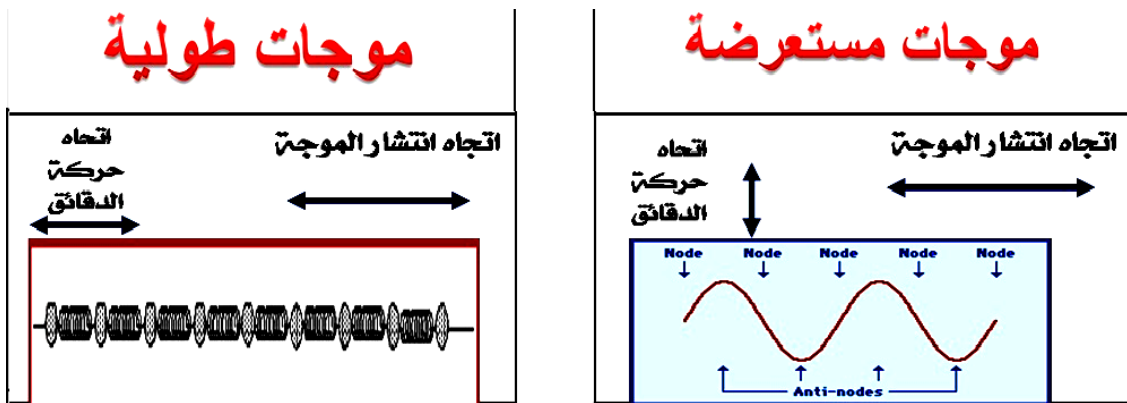 موجات طولية
اتجاه انتشار الموجة
اتجاه
حركة
الدقائق
موجات مستعرضة
اتجاه انتشار الموجة
اتجاه
حركة
الدقائق
Node Node Node Node Node
Anti-nodes